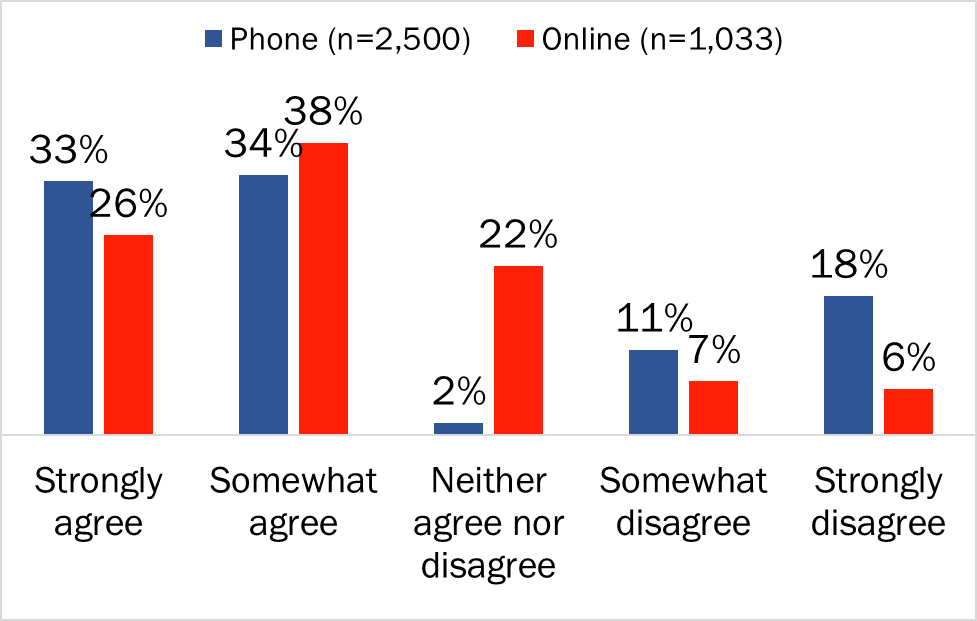 Phone (n=2,500) Online (n=1,033)
33% 26% 34% 38% 2% 22% 11% 7% 18% 6%
Strongly agree
Somewhat agree
Neither agree nor disagree
Somewhat disagree
Strongly disagree